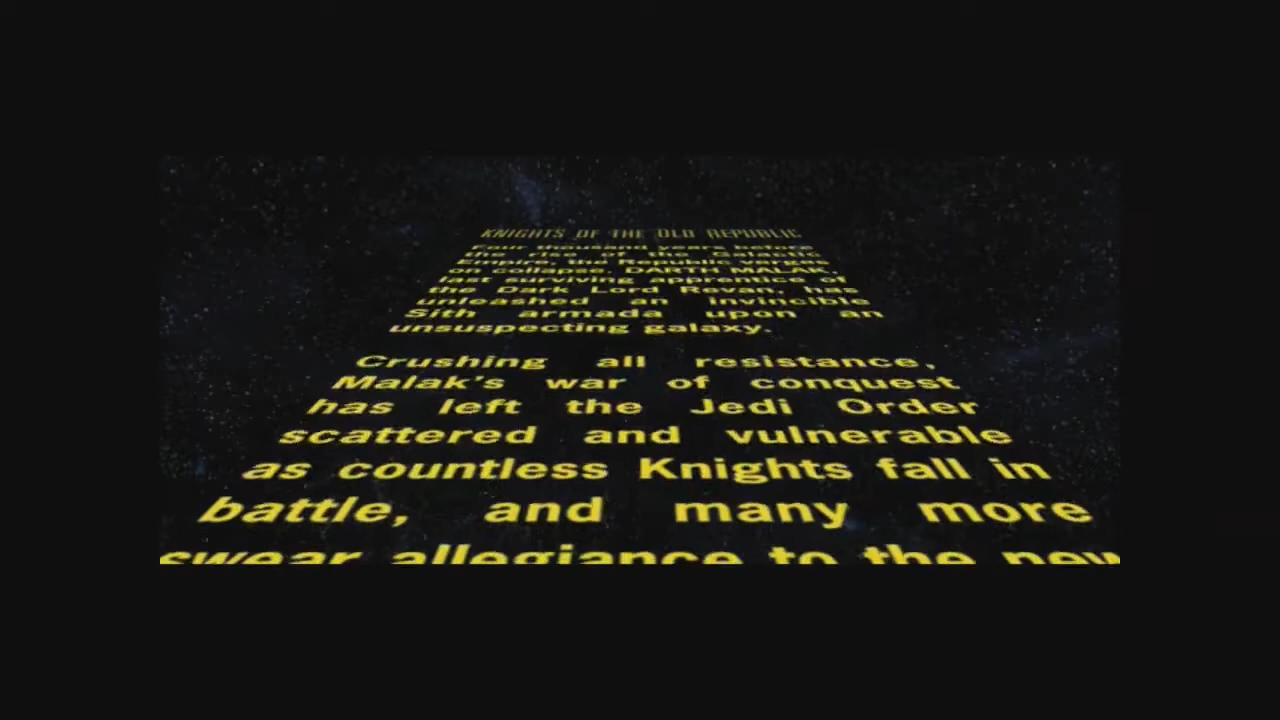 KNIGHTS OF THE OLD REPUBLIC
Four thousand years before
the rise of the Galactic
Empire, the Republic verges
on collapse. DARTH MALAK,
last surviving apprentice of
the Dark Lord Revan, has
unleashed an invincible
Sith armada upon an
unsuspecting galaxy.
Crushing all resistance,
Malak's war of conquest
has left the Jedi Order
scattered and vulnerable
as countless Knights fall in
battle, and many more
swear allegiance to the new